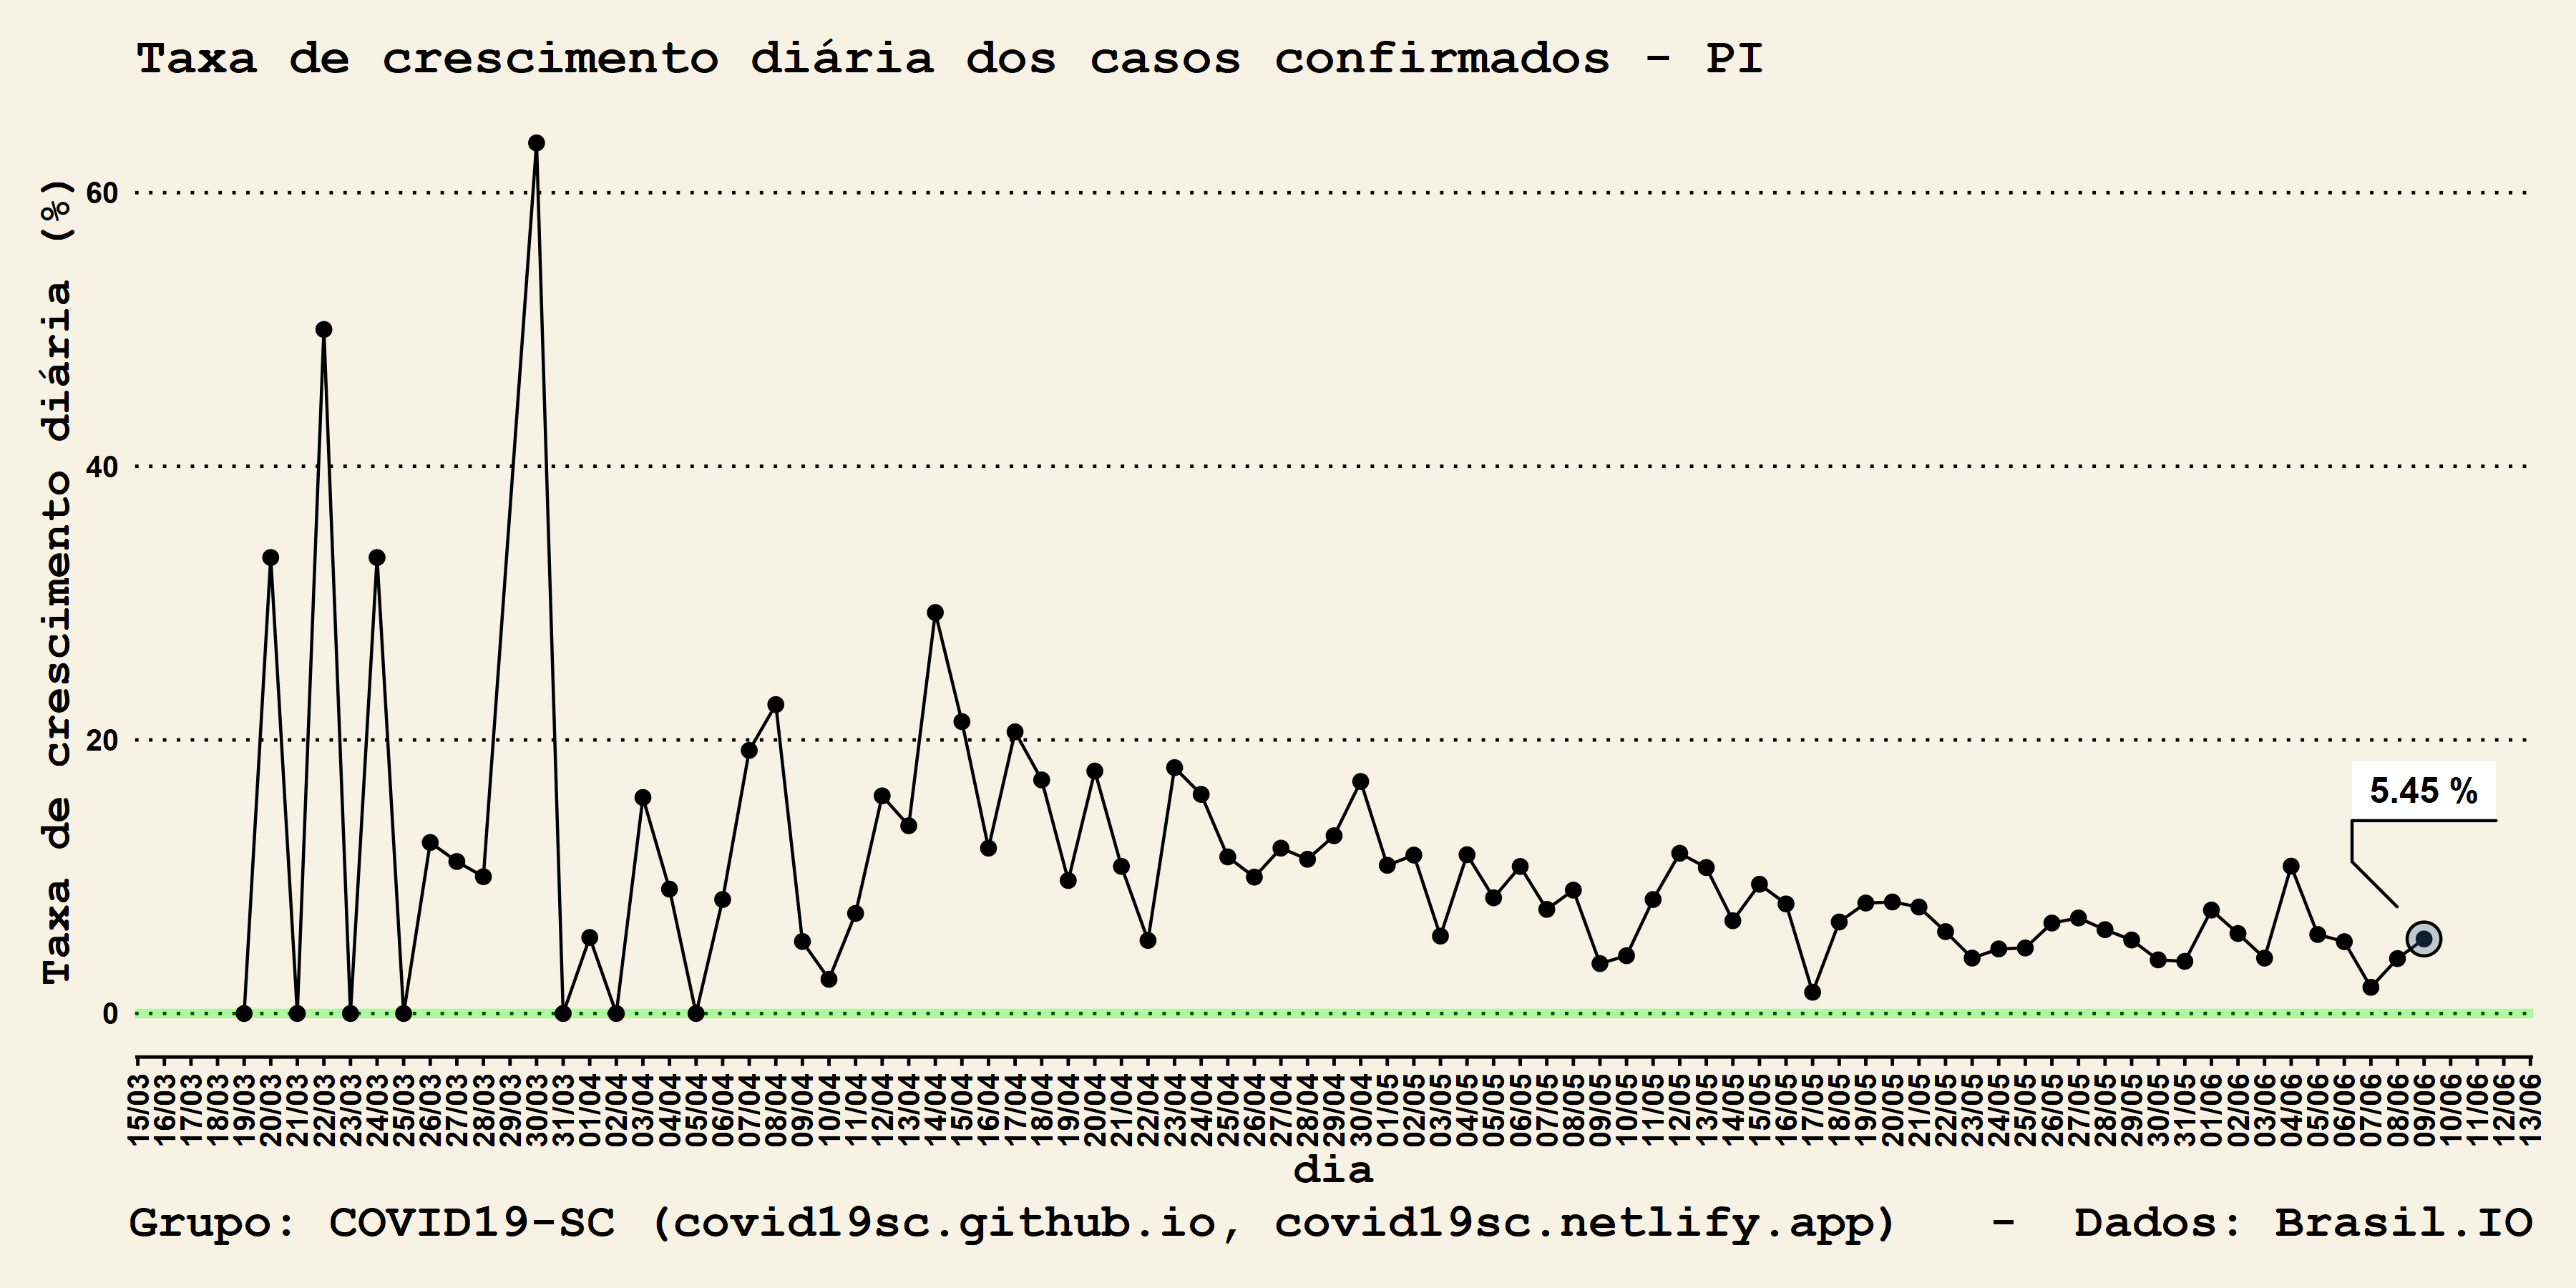 Taxa de crescimento diária dos casos confirmados - PI
Taxa de crescimento diária (%)
60
40
20
0
5.45 %
15/03 16/03 17/03 18/03 19/03 20/03 21/03 22/03 23/03 24/03 25/03 26/03 27/03 28/03 29/03 30/03 31/03 01/04 02/04 03/04 04/04 05/04 06/04 07/04 08/04 09/04 10/04 11/04 12/04 13/04 14/04 15/04 16/04 17/04 18/04 19/04 20/04 21/04 22/04 23/04 24/04 25/04 26/04 27/04 28/04 29/04 30/04 01/05 02/05 03/05 04/05 05/05 06/05 07/05 08/05 09/05 10/05 11/05 12/05 13/05 14/05 15/05 16/05 17/05 18/05 19/05 20/05 21/05 22/05 23/05 24/05 25/05 26/05 27/05 28/05 29/05 30/05 31/05 01/06 02/06 03/06 04/06 05/06 06/06 07/06 08/06 09/06 10/06 11/06 12/06 13/06
dia
Grupo: COVID19-SC (covid19sc.github.io, covid19sc.netlify.app) - Dados: Brasil.IO